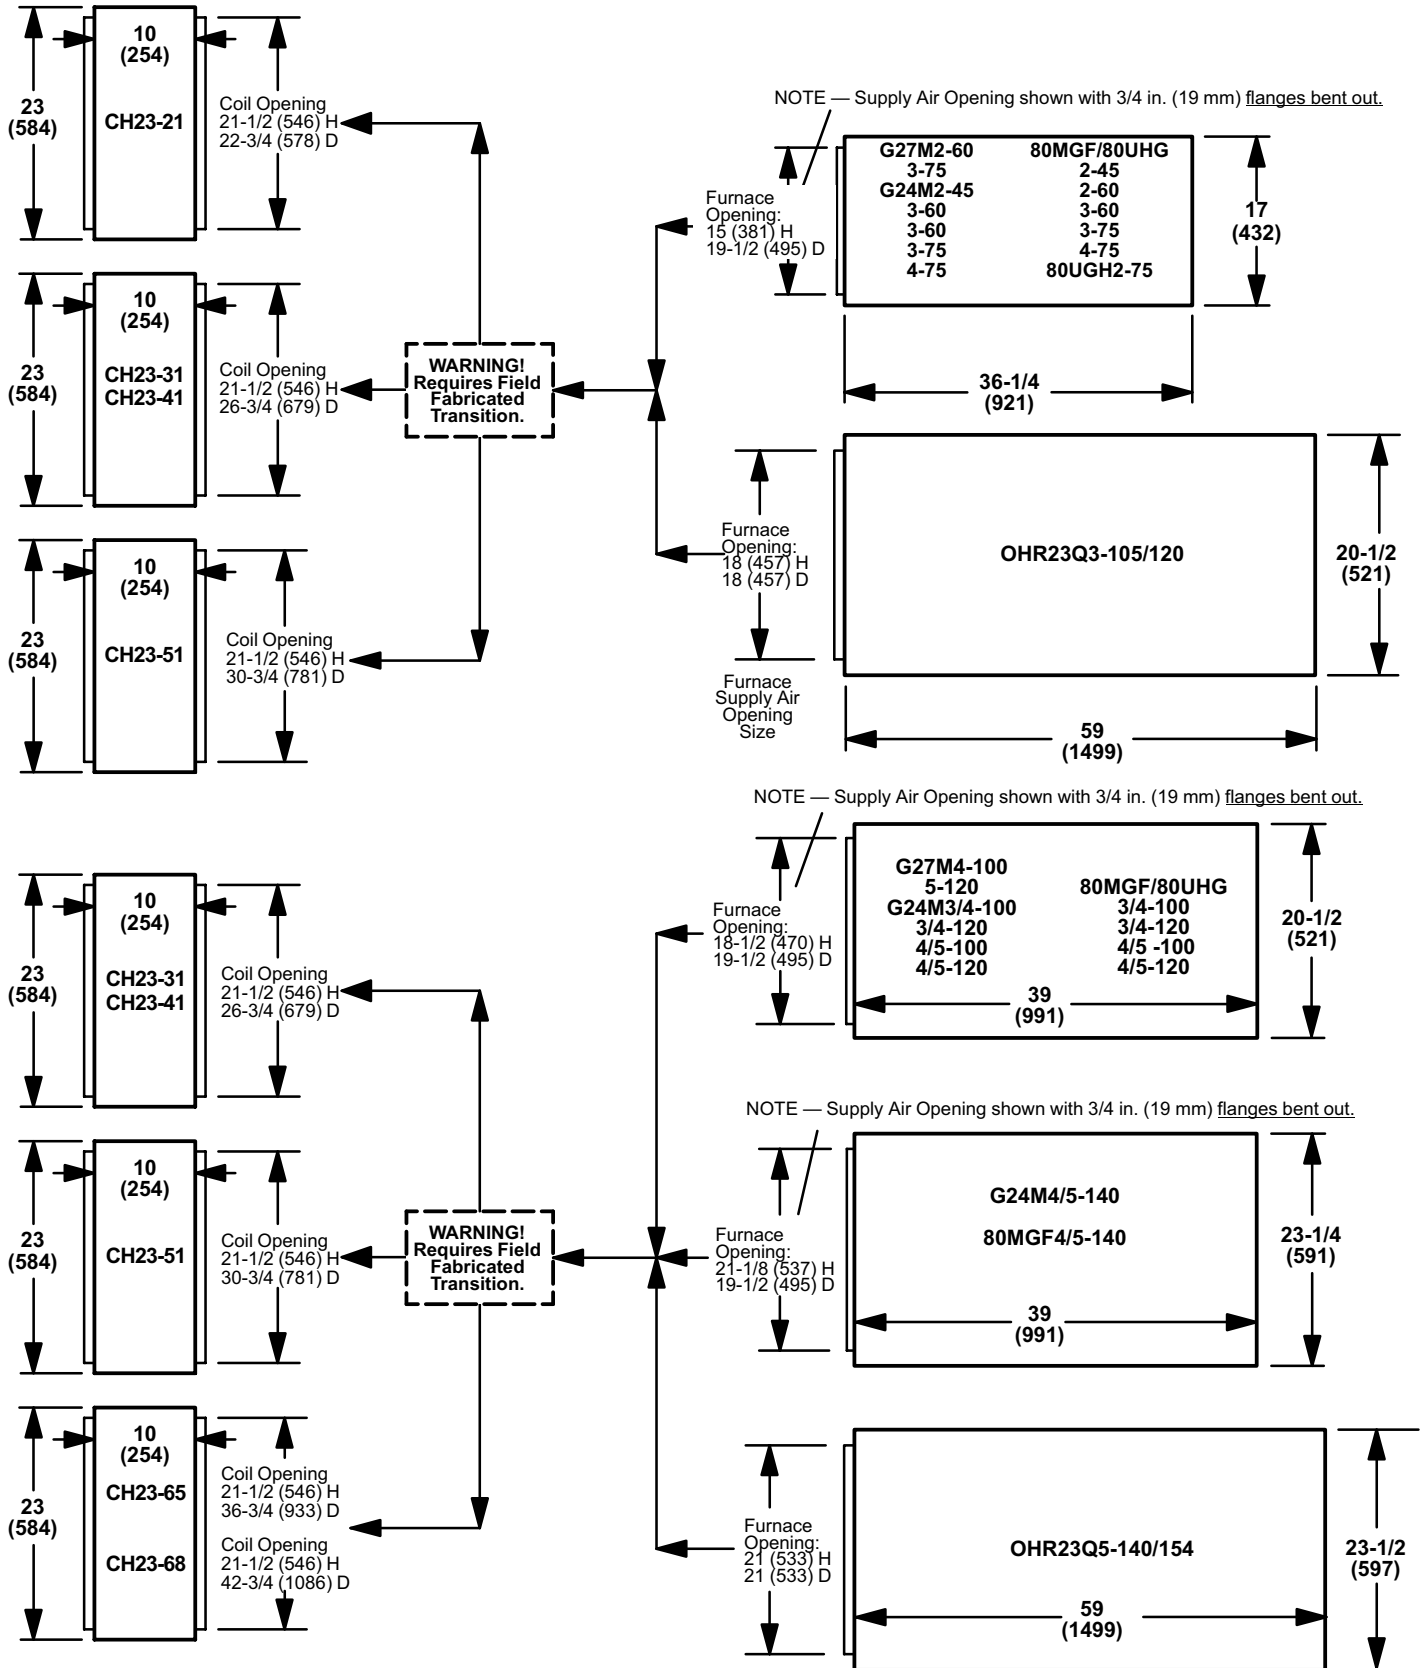 10
(254)
23
(584)
CH23-21
Coil Opening
21-1/2 (546) H
22-3/4 (578) D
10
(254)
23
(584)
CH23-31
CH23-41
Coil Opening
21-1/2 (546) H
26-3/4 (679) D
10
(254)
23
(584)
CH23-51
Coil Opening
21-1/2 (546) H
30-3/4 (781) D
WARNING!
Requires Field
Fabricated
Transition.
NOTE — Supply Air Opening shown with 3/4 in. (19 mm) flanges bent out.
Furnace
Opening:
15 (381) H
19-1/2 (495) D
G27M2-60
3-75
G24M2-45
3-60
3-60
3-75
4-75
80MGF/80UHG
2-45
2-60
3-60
3-75
4-75
80UGH2-75
17
(432)
36-1/4
(921)
Furnace
Opening:
18 (457) H
18 (457) D
Furnace
Supply Air
Opening
Size
OHR23Q3-105/120
20-1/2
(521)
59
(1499)
10
(254)
23
(584)
CH23-31
CH23-41
Coil Opening
21-1/2 (546) H
26-3/4 (679) D
10
(254)
23
(584)
CH23-51
Coil Opening
21-1/2 (546) H
30-3/4 (781) D
10
(254)
23
(584)
CH23-65
CH23-68
Coil Opening
21-1/2 (546) H
36-3/4 (933) D
Coil Opening
21-1/2 (546) H
42-3/4 (1086) D
WARNING!
Requires Field
Fabricated
Transition.
NOTE — Supply Air Opening shown with 3/4 in. (19 mm) flanges bent out.
Furnace
Opening:
18-1/2 (470) H
19-1/2 (495) D
G27M4-100
5-120
G24M3/4-100
3/4-120
4/5-100
4/5-120
80MGF/80UHG
3/4-100
3/4-120
4/5 -100
4/5-120
39
(991)
20-1/2
(521)
NOTE — Supply Air Opening shown with 3/4 in. (19 mm) flanges bent out.
Furnace
Opening:
21-1/8 (537) H
19-1/2 (495) D
G24M4/5-140
80MGF4/5-140
39
(991)
23-1/4
(591)
Furnace
Opening:
21 (533) H
21 (533) D
OHR23Q5-140/154
59
(1499)
23-1/2
(597)